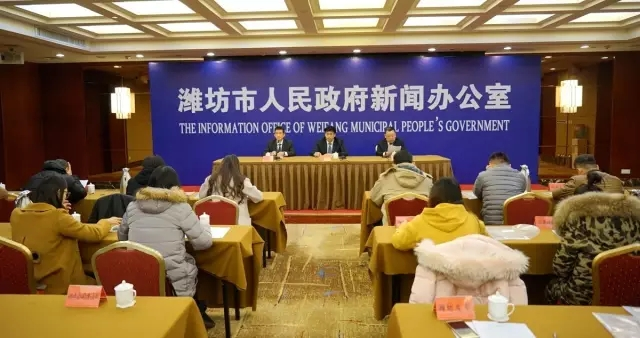 潍坊市人民政府新闻办公室
THE INFORMATION OFFICE OF WEIFANG MUNICIPAL PEOPLE'S GOVERNMENT